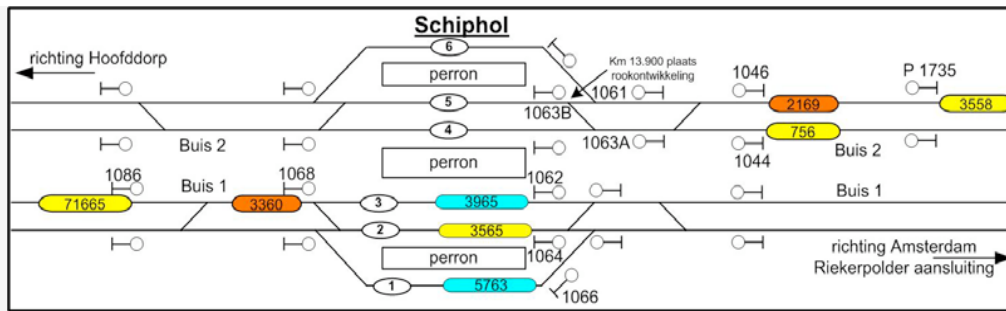 Schiphol
richting Hoofddorp
6
perron
Km 13.900 plaats
rookontwikkeling
1046
P 1735
1061
5
1063B
2169
3558
4
1063A
756
Buis 2
1044
Buis 2
perron
1086
Buis 1
1068
1062
Buis 1
71665
3360
3
3965
2
3565
perron
1064
richting Amsterdam
Riekerpolder aansluiting
1
5763
1066